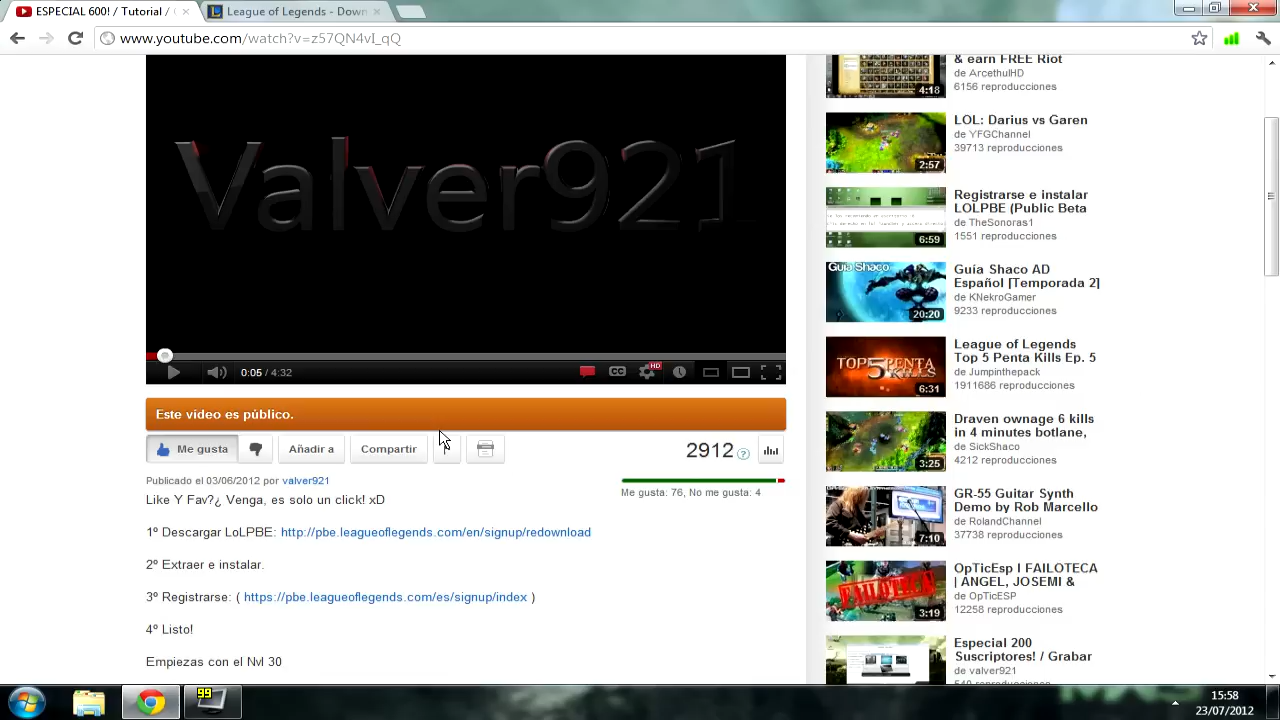 ESPECIAL 600! / Tutorial /
League of Legends - Down
www.youtube.com/watch?v=z57QN4vI_qQ
Valver921
0:05 / 4:32
HD
CC
Este vídeo es público.
Me gusta
Añadir a
Compartir
2912
Publicado el 03/06/2012 por valver921
Me gusta: 76, No me gusta: 4
Like Y Fav?¿ Venga, es solo un click! xD
1º Descargar LoLPBE: http://pbe.leagueoflegends.com/en/signup/redownload
2º Extraer e instalar.
3º Registrarse: ( https://pbe.leagueoflegends.com/es/signup/index )
4º Listo!
Empiezas con el Nvl 30
& earn FREE Riot
de ArcethulHD
6156 reproducciones
4:18
LOL: Darius vs Garen
de YFGChannel
39713 reproducciones
2:57
Registrarse e instalar
LOLPBE (Public Beta
de TheSonoras1
1551 reproducciones
6:59
Guía Shaco
Guía Shaco AD
Español [Temporada 2]
de KNekroGamer
9233 reproducciones
20:20
TOP 5 PENTA
KILLS
League of Legends
Top 5 Penta Kills Ep. 5
de Jumpinthepack
1911686 reproducciones
6:31
Draven ownage 6 kills
in 4 minutes botlane,
de SickShaco
4212 reproducciones
3:25
GR-55 Guitar Synth
Demo by Rob Marcello
de RolandChannel
37738 reproducciones
7:10
FAILOTECA
OpTicEsp l FAILOTECA
| ANGEL, JOSEMI &
de OpTicESP
12258 reproducciones
3:19
Especial 200
Suscriptores! / Grabar
de valver921
99
15:58
23/07/2012